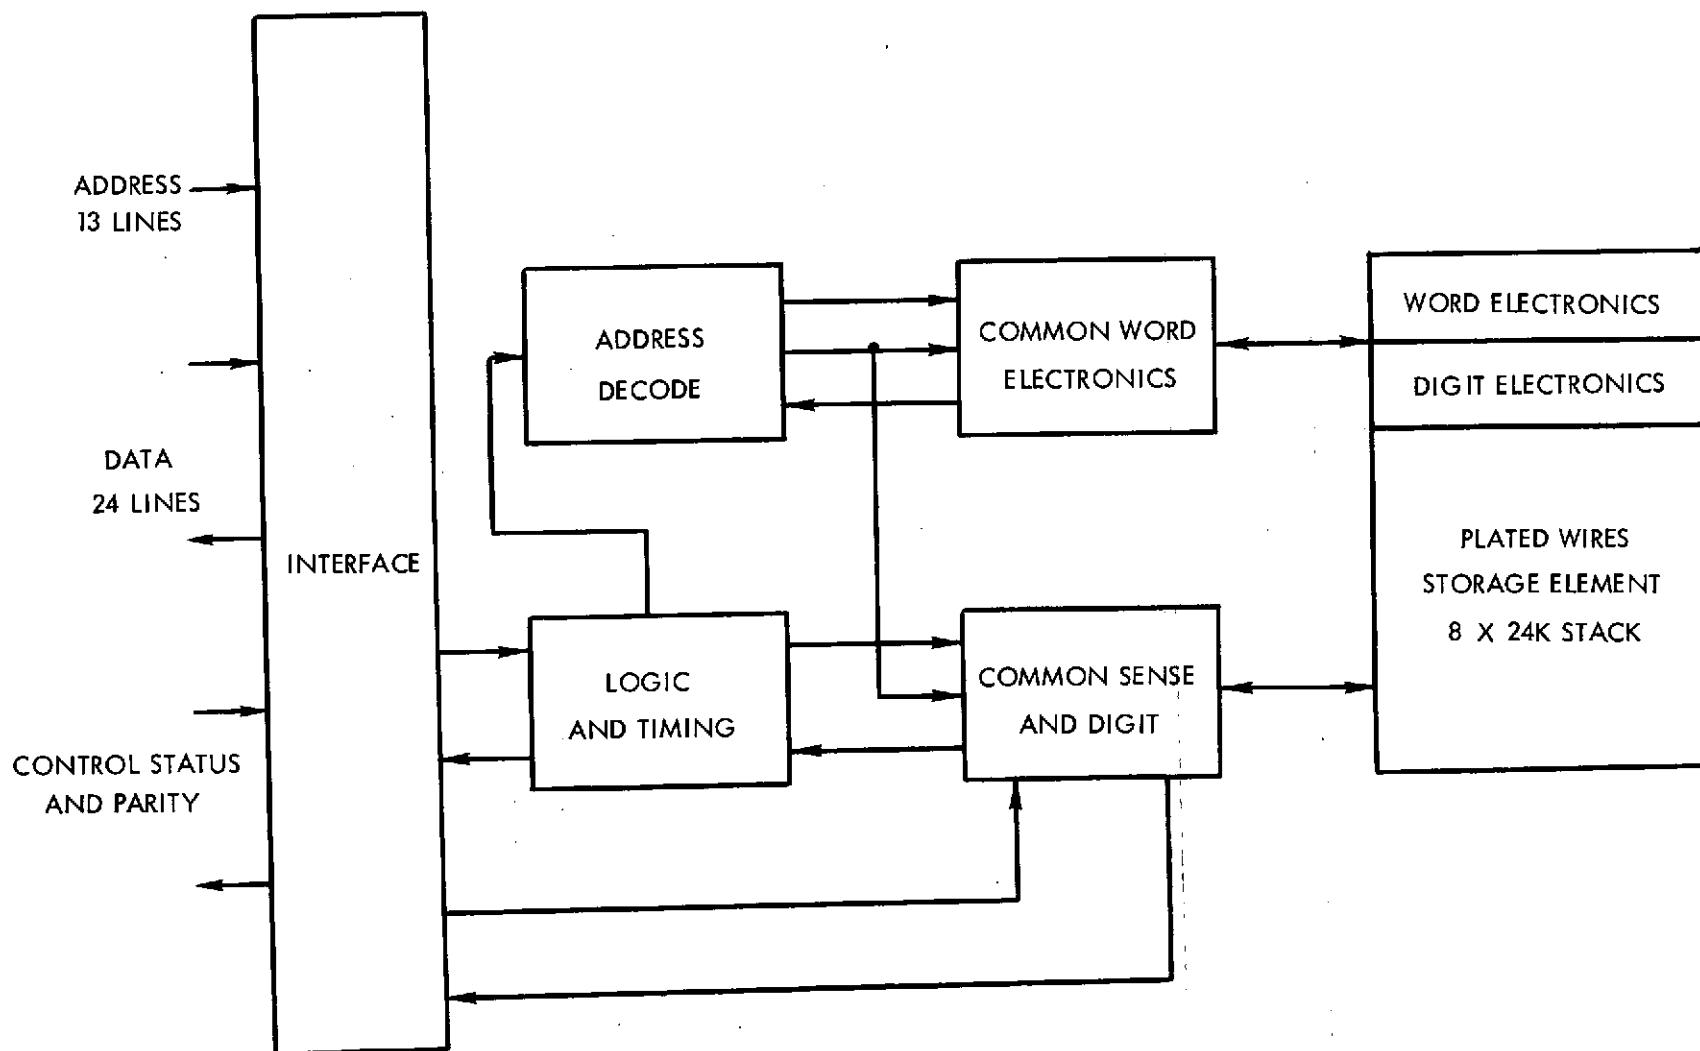 ADDRESS
13 LINES
DATA
24 LINES
CONTROL STATUS
AND PARITY
INTERFACE
ADDRESS
DECODE
LOGIC
AND TIMING
COMMON WORD
ELECTRONICS
COMMON SENSE
AND DIGIT
WORD ELECTRONICS
DIGIT ELECTRONICS
PLATED WIRES
STORAGE ELEMENT
8 X 24K STACK